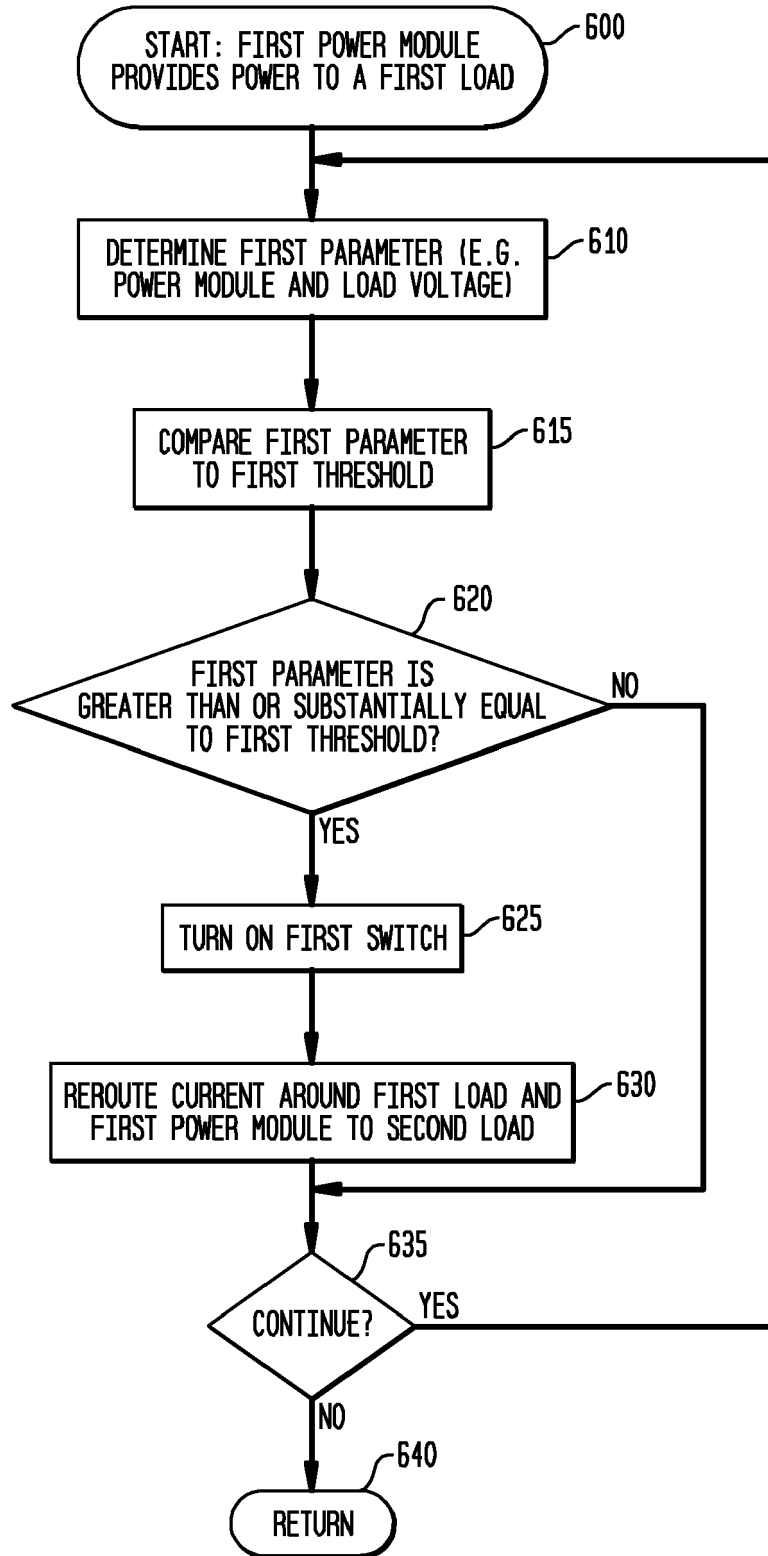 START: FIRST POWER MODULE
PROVIDES POWER TO A FIRST LOAD
600
DETERMINE FIRST PARAMETER (E.G.
POWER MODULE AND LOAD VOLTAGE)
610
COMPARE FIRST PARAMETER
TO FIRST THRESHOLD
615
620
FIRST PARAMETER IS
GREATER THAN OR SUBSTANTIALLY EQUAL
TO FIRST THRESHOLD?
NO
YES
TURN ON FIRST SWITCH
625
REROUTE CURRENT AROUND FIRST LOAD AND
FIRST POWER MODULE TO SECOND LOAD
630
635
CONTINUE?
YES
NO
640
RETURN